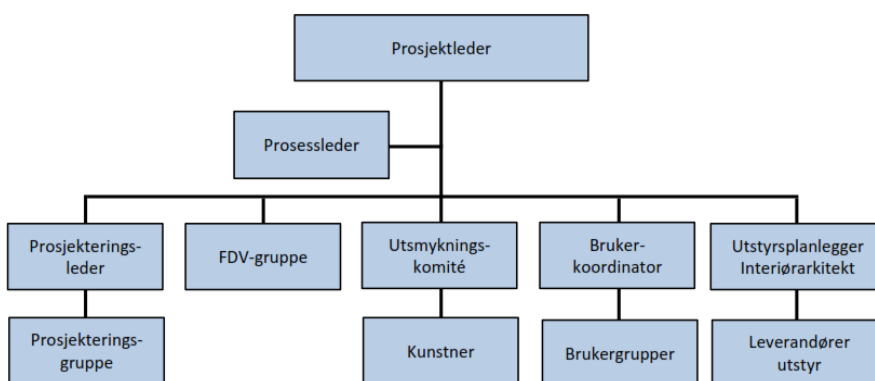 Prosjektleder
Prosessleder
Prosjekterings-
leder
FDV-gruppe
Utsmyknings-
komité
Bruker-
koordinator
Utstyrsplanlegger
Interiørarkitekt
Prosjekterings-
gruppe
Kunstner
Brukergrupper
Leverandører
utstyr